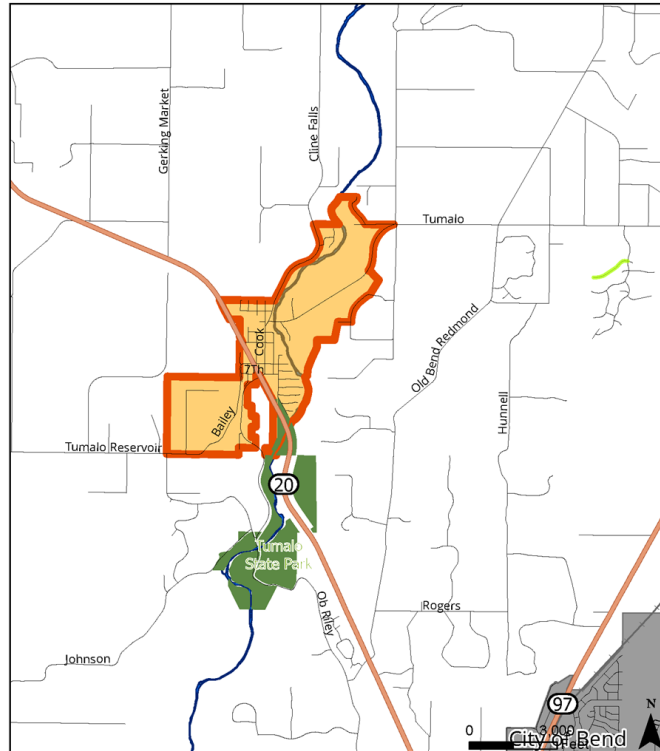 Gerking Market
Cline Falls
Tumalo
Cook
7Th
Bailey
Old Bend Redmond
Hunnell
Tumalo Reservoir
20
Tumalo
State Park
Ob Riley
Rogers
Johnson
97
N
0
3,000
Feet
City of Bend